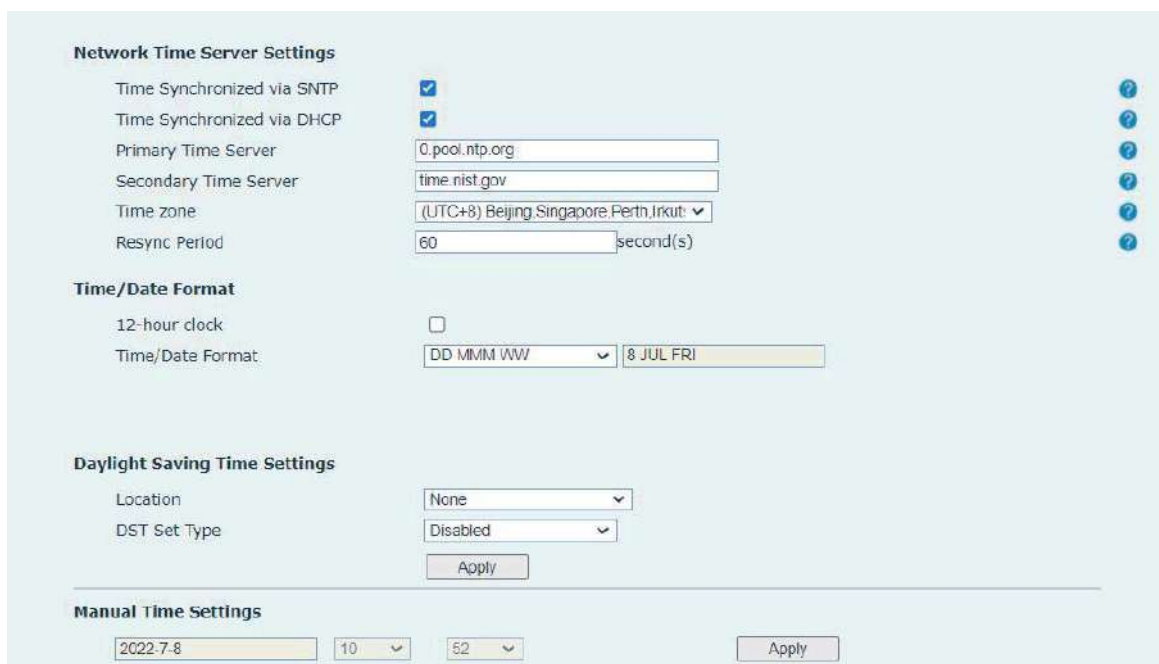 Network Time Server Settings
Time Synchronized via SNTP
Time Synchronized via DHCP
Primary Time Server 0.pool.ntp.org
Secondary Time Server time.nist.gov
Time zone (UTC+8) Beijing,Singapore,Perth,Irkut:
Resync Period 60 second(s)
Time/Date Format
12-hour clock
Time/Date Format DD MMM WW 8 JUL FRI
Daylight Saving Time Settings
Location None
DST Set Type Disabled
Apply
Manual Time Settings
2022-7-8 10 52 Apply